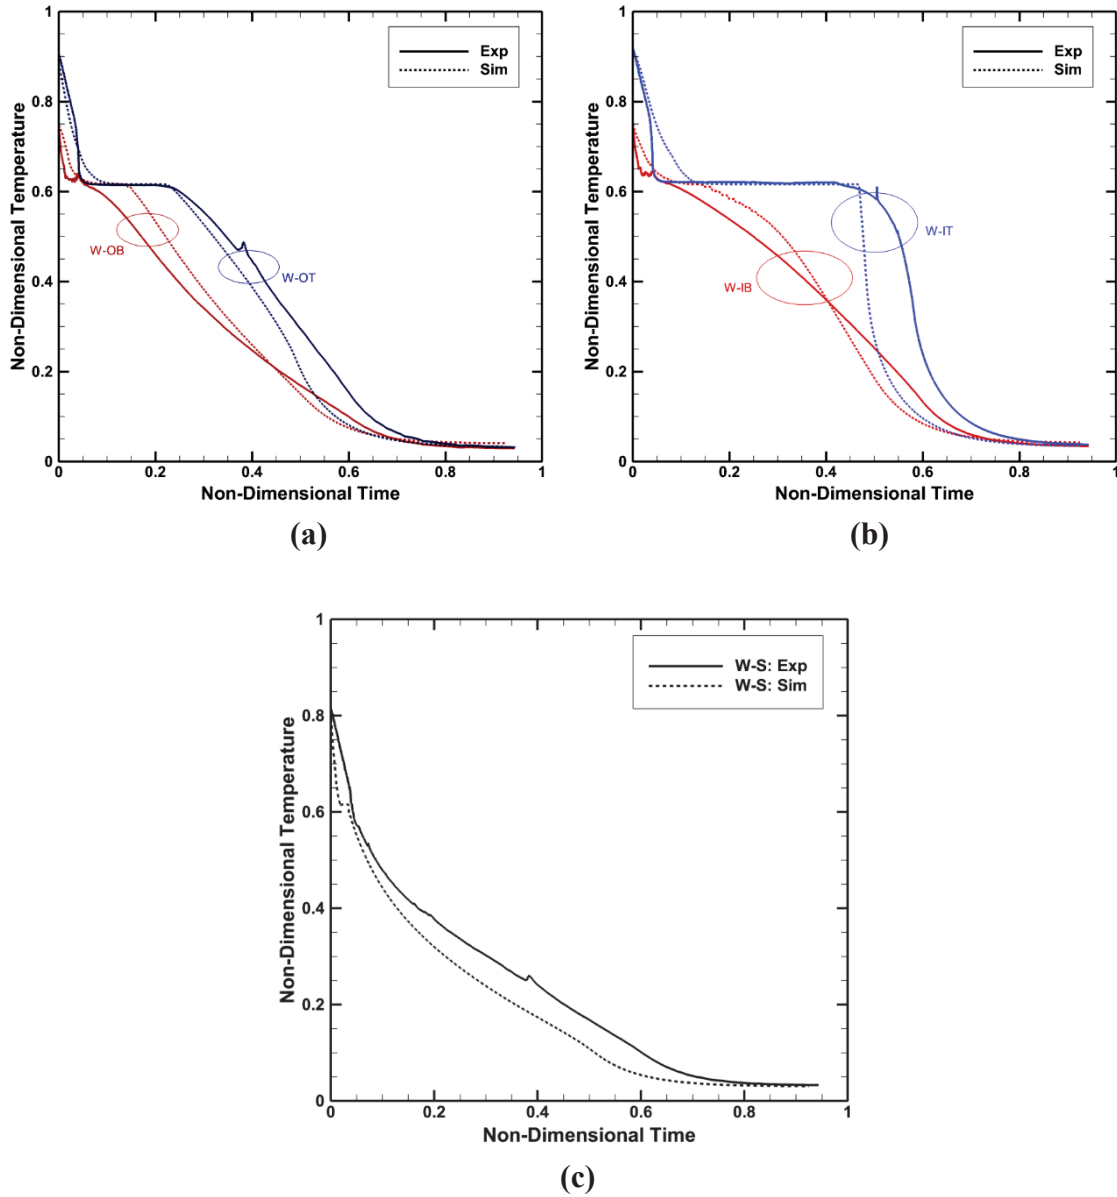 Non-Dimensional Temperature
1
0.8
0.6
0.4
0.2
0
Exp
Sim
W-OB
W-OT
0
0.2
0.4
0.6
0.8
1
Non-Dimensional Time
(a)
Non-Dimensional Temperature
1
0.8
0.6
0.4
0.2
0
Exp
Sim
W-IT
W-IB
0
0.2
0.4
0.6
0.8
1
Non-Dimensional Time
(b)
Non-Dimensional Temperature
1
0.8
0.6
0.4
0.2
0
W-S: Exp
W-S: Sim
0
0.2
0.4
0.6
0.8
1
Non-Dimensional Time
(c)